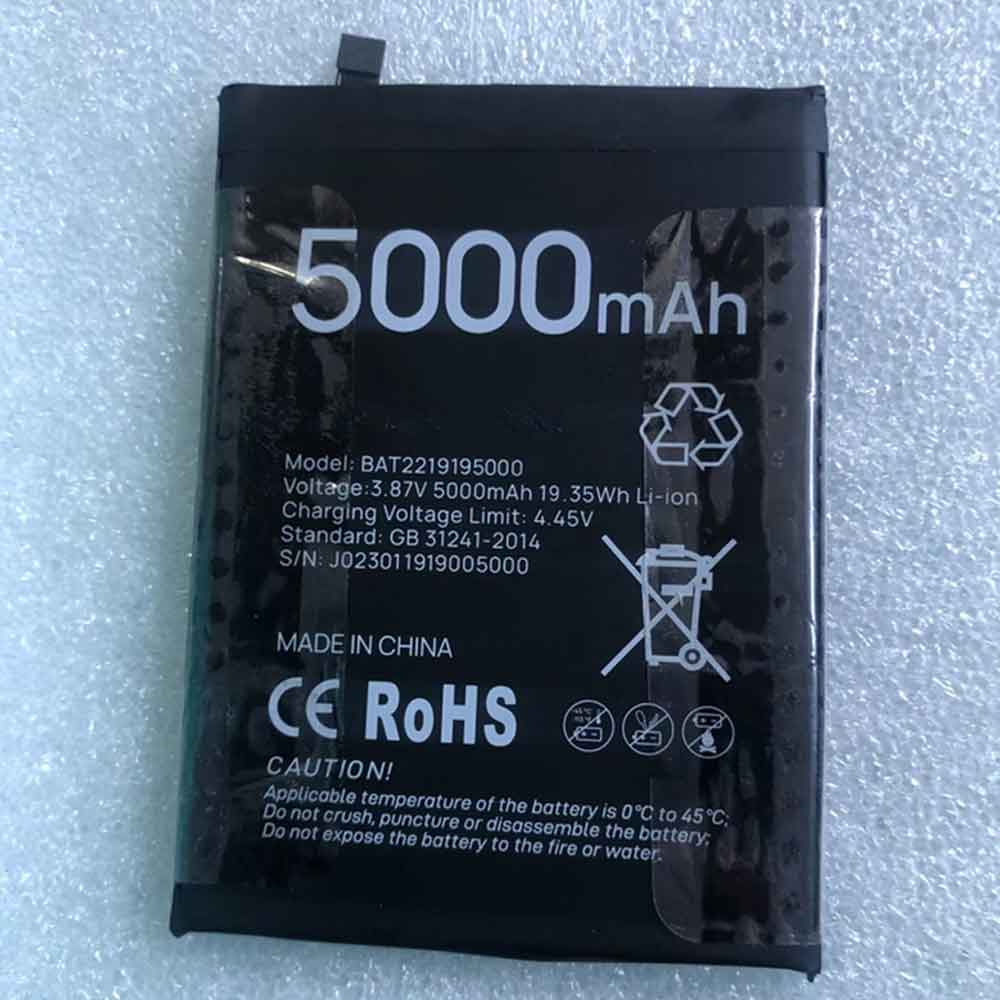 5000mAh
Model: BAT2219195000
Voltage:3.87V 5000mAh 19.35Wh Li-ion
Charging Voltage Limit: 4.45V
Standard: GB 31241-2014
S/N: J023011919005000
MADE IN CHINA
CE RoHS
CAUTION!
Applicable temperature of the battery is 0°C to 45°C;
Do not crush, puncture or disassemble the battery;
Do not expose the battery to the fire or water.